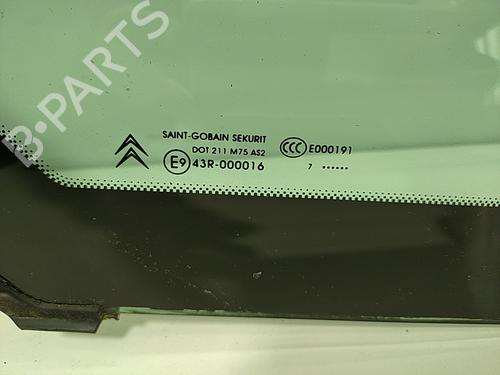 B-PARTS
SAINT-GOBAIN SEKURIT
DOT 211 M75 AS2
CCC E000191
E9 43R-000016
7 ......